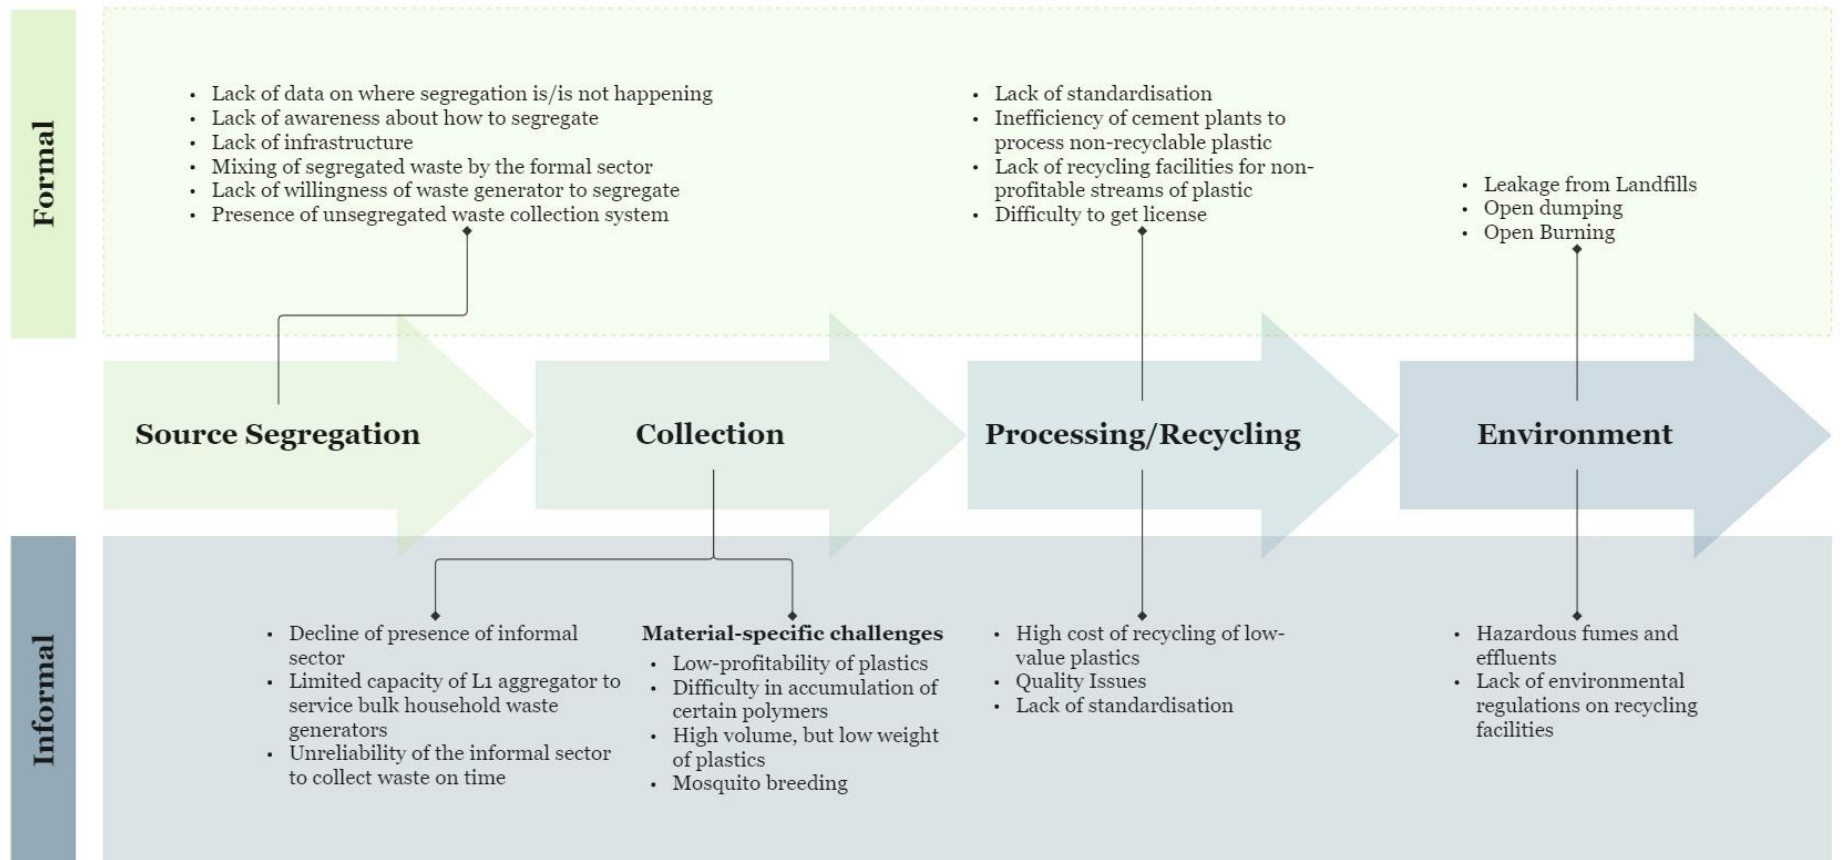 Formal
• Lack of data on where segregation is/is not happening
• Lack of awareness about how to segregate
• Lack of infrastructure
• Mixing of segregated waste by the formal sector
• Lack of willingness of waste generator to segregate
• Presence of unsegregated waste collection system
• Lack of standardisation
• Inefficiency of cement plants to
process non-recyclable plastic
• Lack of recycling facilities for non-
profitable streams of plastic
• Difficulty to get license
• Leakage from Landfills
• Open dumping
• Open Burning
Source Segregation
Collection
Processing/Recycling
Environment
Informal
• Decline of presence of informal
sector
• Limited capacity of L1 aggregator to
service bulk household waste
generators
• Unreliability of the informal sector
to collect waste on time
Material-specific challenges
• Low-profitability of plastics
• Difficulty in accumulation of
certain polymers
• High volume, but low weight
of plastics
• Mosquito breeding
• High cost of recycling of low-
value plastics
• Quality Issues
• Lack of standardisation
• Hazardous fumes and
effluents
• Lack of environmental
regulations on recycling
facilities